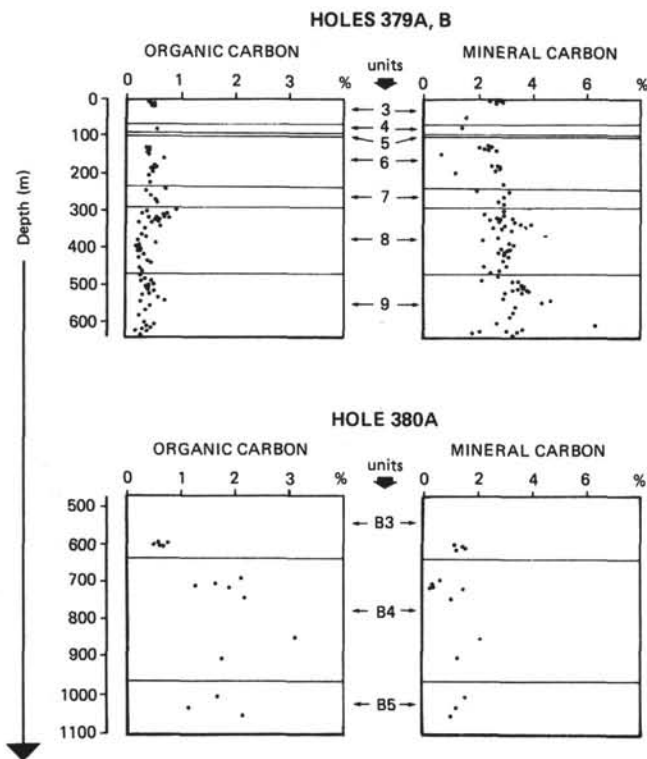 HOLES 379A, B
ORGANIC CARBON units MINERAL CARBON
0 1 2 3 % 0 2 4 6 %
0
100
200
300
400
500
600
3
4
5
6
7
8
9
Depth (m)
HOLE 380A
ORGANIC CARBON units MINERAL CARBON
0 1 2 3 % 0 2 4 6 %
500
600
700
800
900
1000
1100
B3
B4
B5